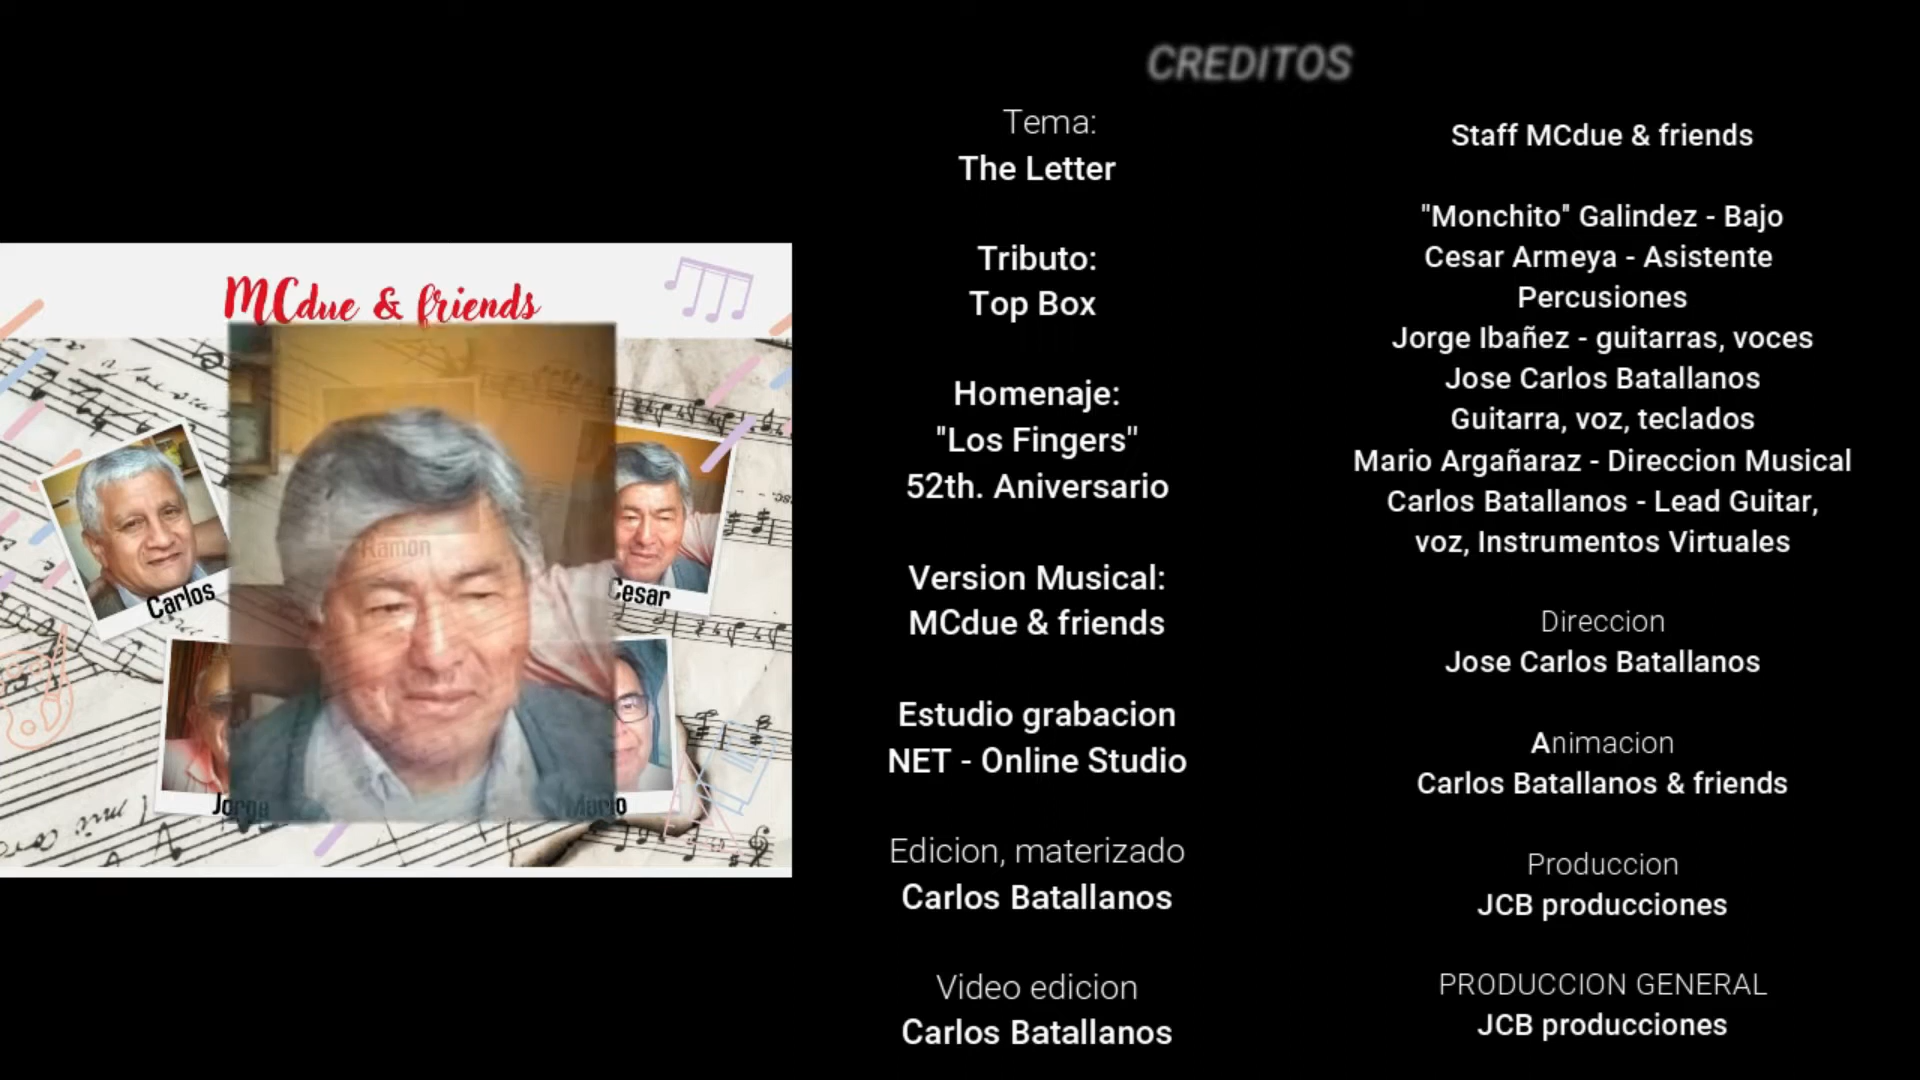 CREDITOS
MCdue & friends
Ramon
Carlos
Cesar
Jorge
Mario
Tema:
The Letter
Tributo:
Top Box
Homenaje:
"Los Fingers"
52th. Aniversario
Version Musical:
MCdue & friends
Estudio grabacion
NET - Online Studio
Edicion, materizado
Carlos Batallanos
Video edicion
Carlos Batallanos
Staff MCdue & friends
"Monchito" Galindez - Bajo
Cesar Armeya - Asistente
Percusiones
Jorge Ibañez - guitarras, voces
Jose Carlos Batallanos
Guitarra, voz, teclados
Mario Argañaraz - Direccion Musical
Carlos Batallanos - Lead Guitar,
voz, Instrumentos Virtuales
Direccion
Jose Carlos Batallanos
Animacion
Carlos Batallanos & friends
Produccion
JCB producciones
PRODUCCION GENERAL
JCB producciones